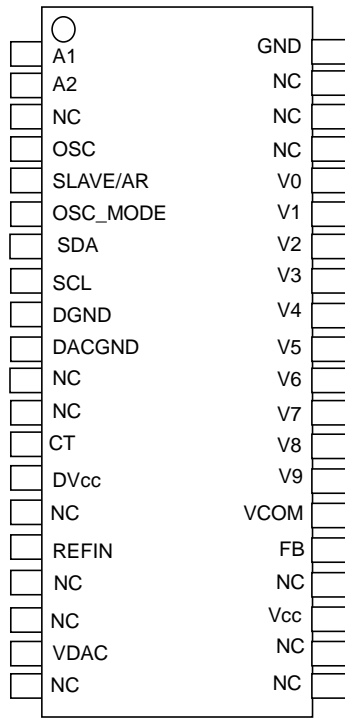 A1 GND
A2 NC
NC NC
OSC NC
SLAVE/AR V0
OSC_MODE V1
SDA V2
SCL V3
DGND V4
DACGND V5
NC V6
NC V7
CT V8
DVcc V9
NC VCOM
REFIN FB
NC NC
NC Vcc
VDAC NC
NC NC